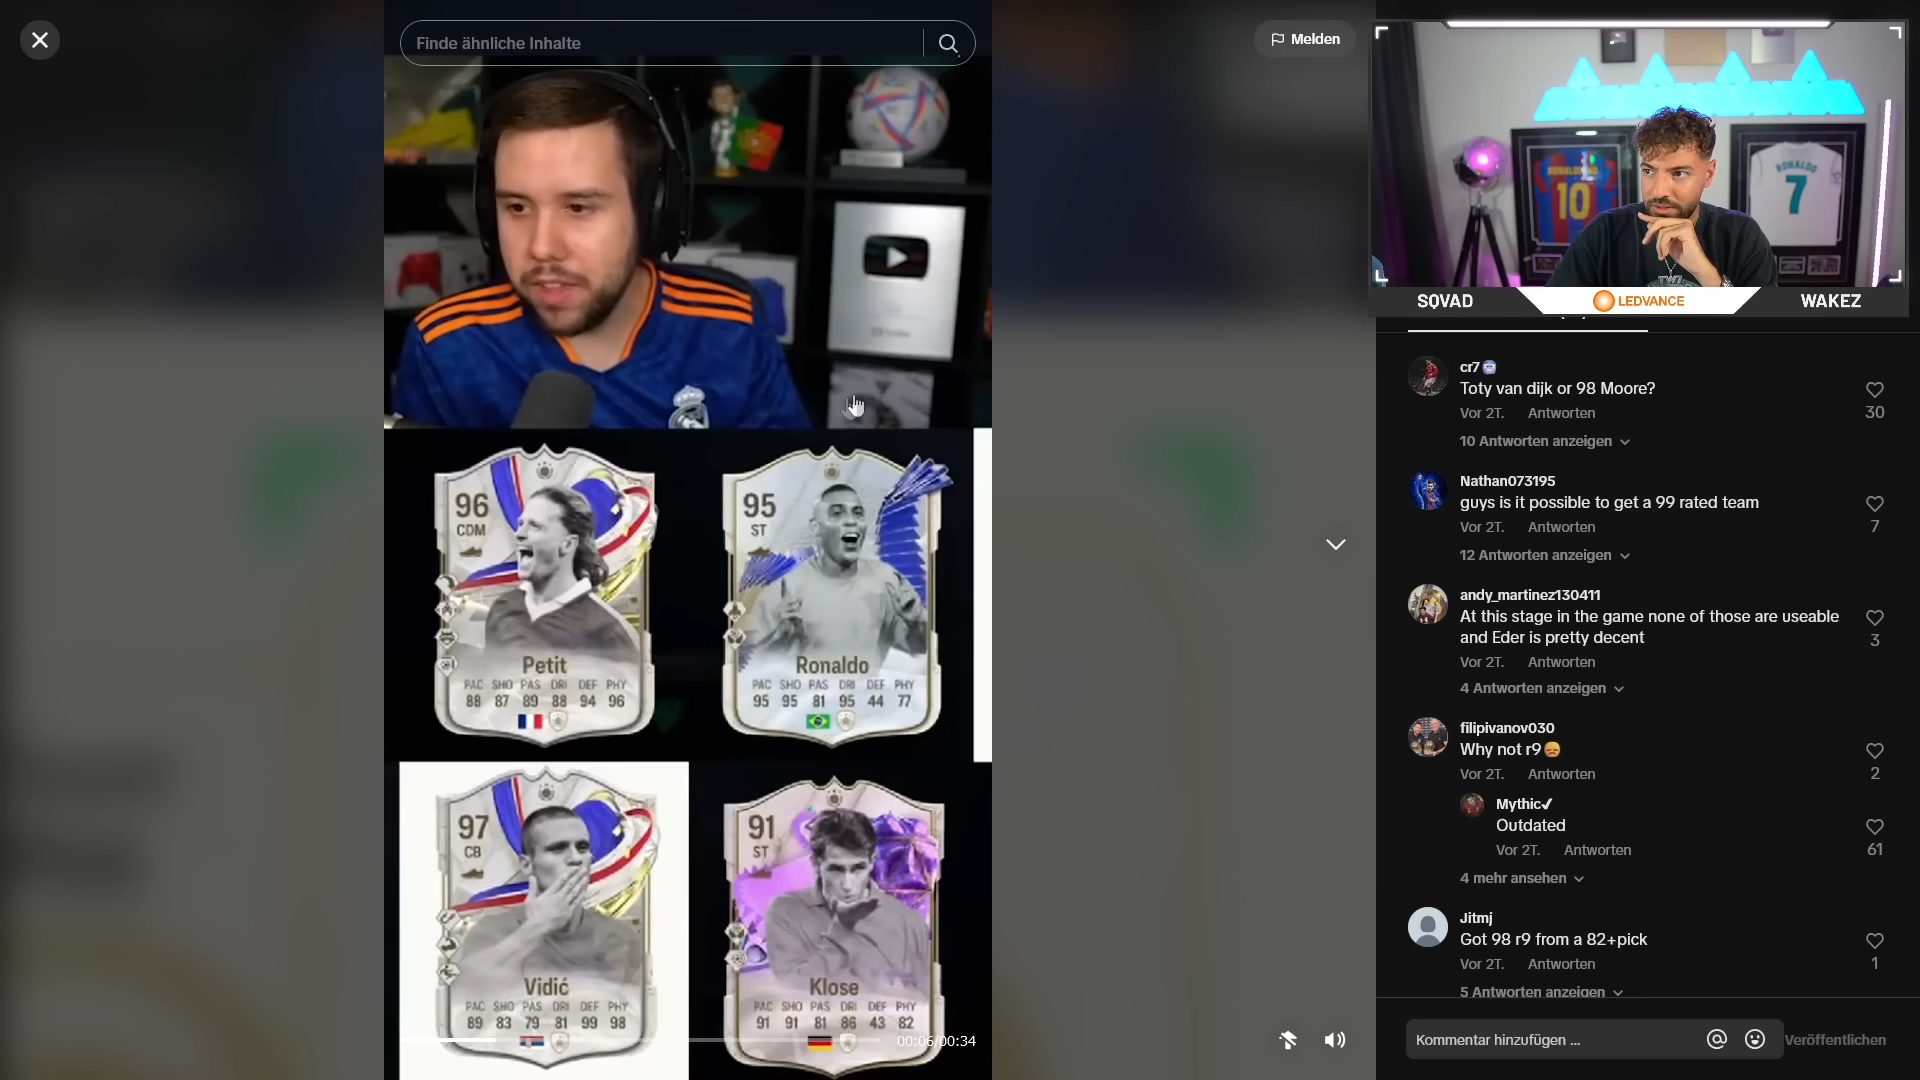 Finde ähnliche Inhalte
Melden
RONALDO
10
RONALDO
7
SQVAD
LEDVANCE
WAKEZ
96
CDM
Petit
PAC SHO PAS DRI DEF PHY
88 87 89 88 94 96
95
ST
Ronaldo
PAC SHO PAS DRI DEF PHY
95 95 81 95 44 77
97
CB
Vidić
PAC SHO PAS DRI DEF PHY
89 83 79 81 99 98
91
ST
Klose
PAC SHO PAS DRI DEF PHY
91 91 81 86 43 82
00:06/00:34
cr7
Toty van dijk or 98 Moore?
Vor 2T. Antworten
30
10 Antworten anzeigen
Nathan073195
guys is it possible to get a 99 rated team
Vor 2T. Antworten
7
12 Antworten anzeigen
andy_martinez130411
At this stage in the game none of those are useable
and Eder is pretty decent
Vor 2T. Antworten
3
4 Antworten anzeigen
filipivanov030
Why not r9😞
Vor 2T. Antworten
2
Mythic✔
Outdated
Vor 2T. Antworten
61
4 mehr ansehen
Jitmj
Got 98 r9 from a 82+pick
Vor 2T. Antworten
1
5 Antworten anzeigen
Kommentar hinzufügen ...
Veröffentlichen